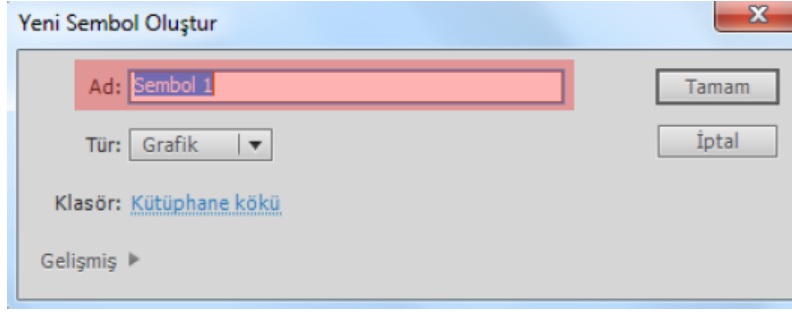 Yeni Sembol Oluştur
Ad: Sembol 1
Tamam
Tür: Grafik
İptal
Klasör: Kütüphane kökü
Gelişmiş